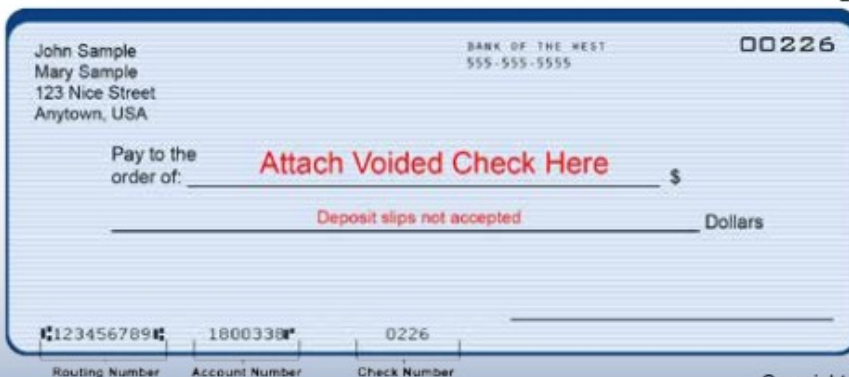 John Sample
Mary Sample
123 Nice Street
Anytown, USA
BANK OF THE WEST
555-555-5555
00226
Pay to the
order of: Attach Voided Check Here $
Deposit slips not accepted Dollars
⑆123456789⑆ 1800338⑈ 0226
Routing Number Account Number Check Number